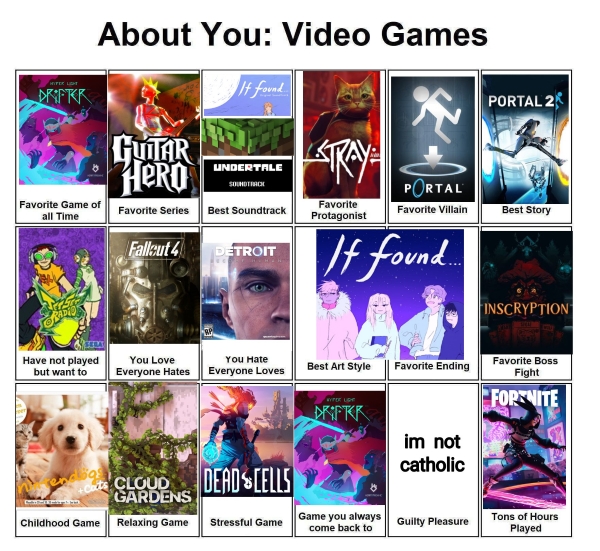 About You: Video Games
HYPER LIGHT
DRIFTER
Favorite Game of
all Time
GUITAR
HERO
Favorite Series
If found...
UNDERTALE
SOUNDTRACK
Best Soundtrack
STRAY
Favorite
Protagonist
PORTAL
Favorite Villain
PORTAL 2
Best Story
JET SET
RADIO
SEGA
Have not played
but want to
Fallout 4
You Love
Everyone Hates
DETROIT
RP
You Hate
Everyone Loves
If found...
Best Art Style
Favorite Ending
INSCRYPTION
Favorite Boss
Fight
nintendogs
+cats
Childhood Game
CLOUD
GARDENS
Relaxing Game
DEAD CELLS
Stressful Game
HYPER LIGHT
DRIFTER
Game you always
come back to
im not
catholic
Guilty Pleasure
FORTNITE
Tons of Hours
Played